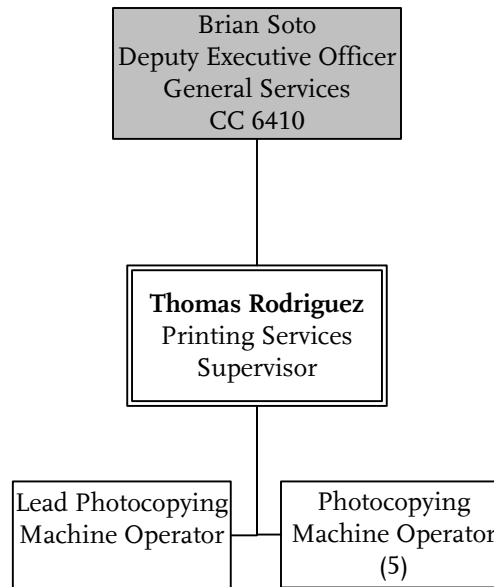 Brian Soto
Deputy Executive Officer
General Services
CC 6410
Thomas Rodriguez
Printing Services
Supervisor
Lead Photocopying
Machine Operator
Photocopying
Machine Operator
(5)